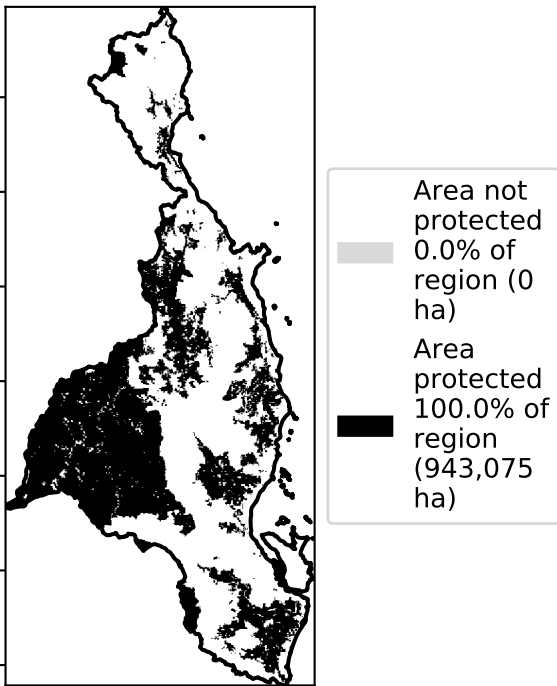 Area not
protected
0.0% of
region (0
ha)
Area
protected
100.0% of
region
(943,075
ha)